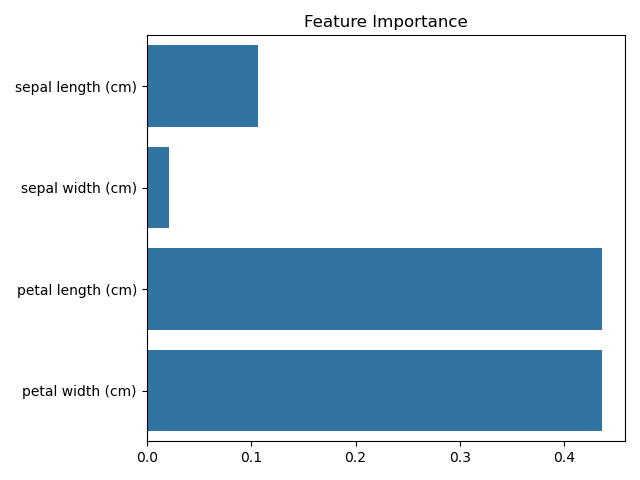 Feature Importance
sepal length (cm)
sepal width (cm)
petal length (cm)
petal width (cm)
0.0 0.1 0.2 0.3 0.4